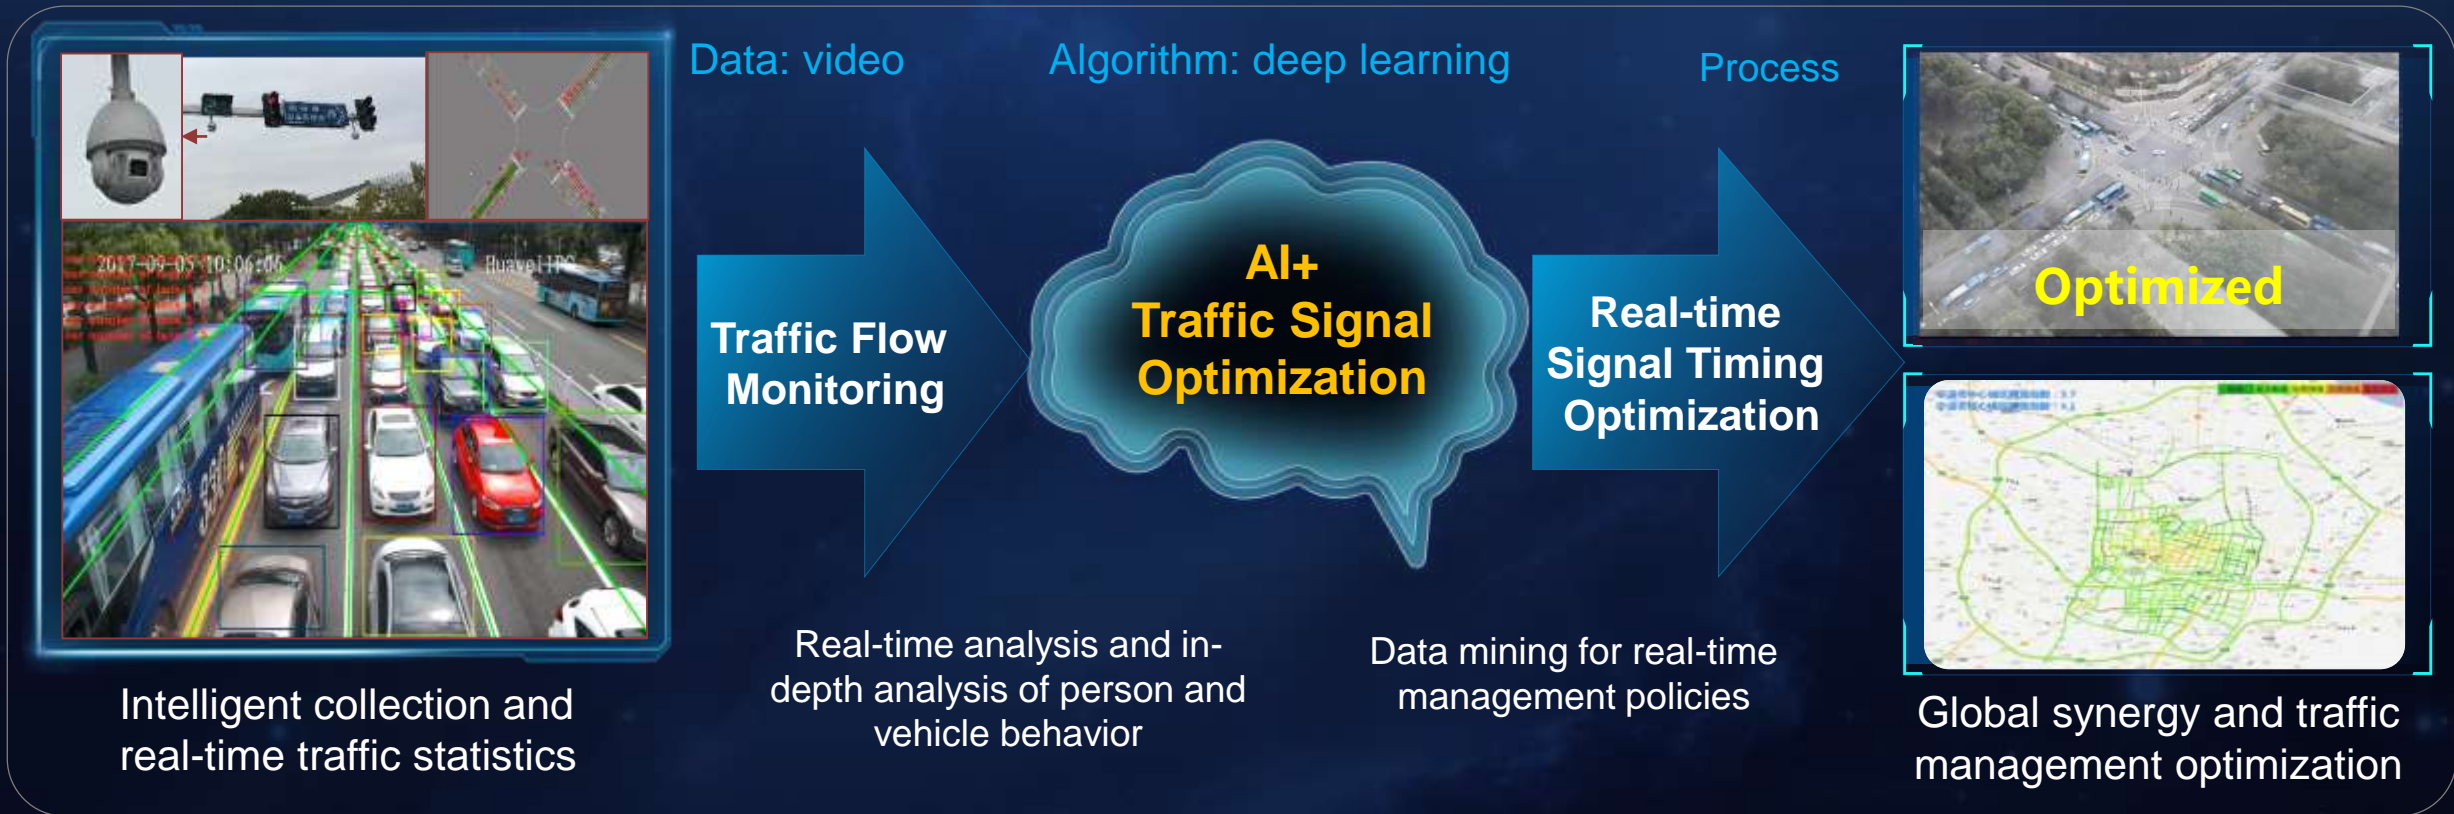 Data: video
Algorithm: deep learning
Process
2017-09-05 10:06:06
Traffic Flow
Monitoring
AI+
Traffic Signal
Optimization
Real-time
Signal Timing
Optimization
Optimized
Intelligent collection and
real-time traffic statistics
Real-time analysis and in-
depth analysis of person and
vehicle behavior
Data mining for real-time
management policies
Global synergy and traffic
management optimization